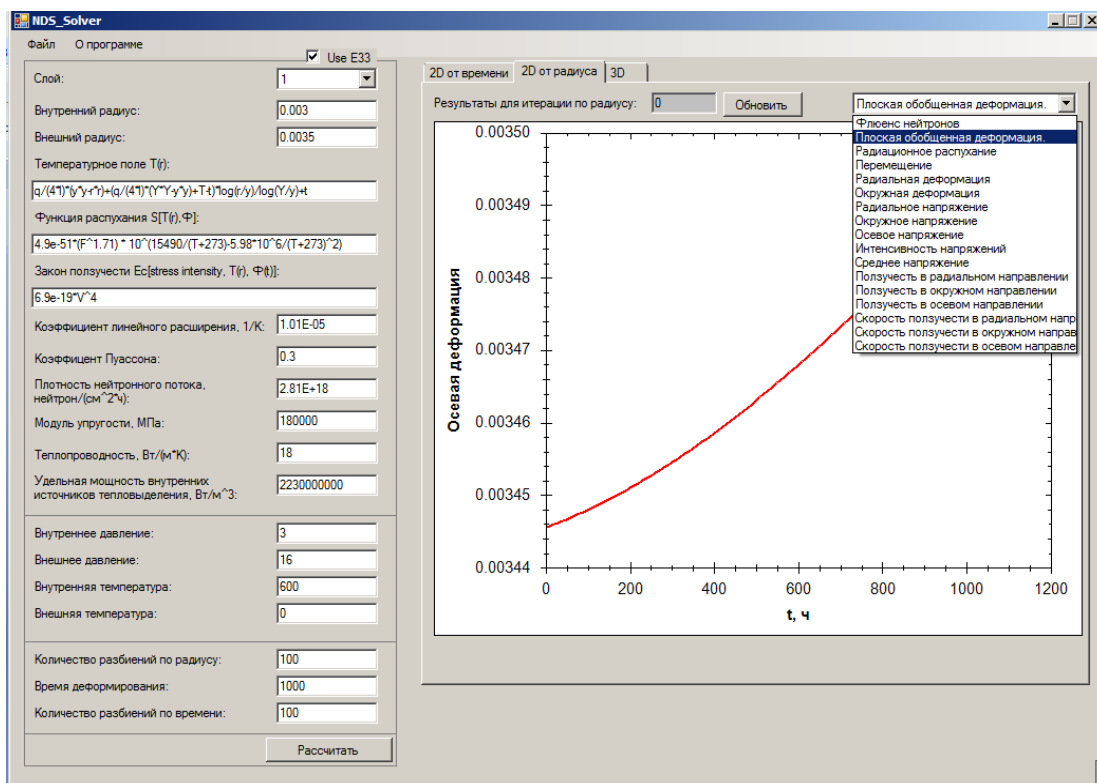 NDS_Solver
Файл О программе
Use E33
Слой:
1
Внутренний радиус:
0.003
Внешний радиус:
0.0035
Температурное поле T(r):
q/(4*l)*(y*y-r*r)+(q/(4*l)*(Y*Y-y*y)+T-t)*log(r/y)/log(Y/y)+t
Функция распухания S[T(r),Ф]:
4.9e-51*(F^1.71) * 10^(15490/(T+273)-5.98*10^6/(T+273)^2)
Закон ползучести Ec[stress intensity, T(r), Ф(t)]:
6.9e-19*V^4
Коэффициент линейного расширения, 1/К:
1.01E-05
Коэффицент Пуассона:
0.3
Плотность нейтронного потока,
нейтрон/(см^2*ч):
2.81E+18
Модуль упругости, МПа:
180000
Теплопроводность, Вт/(м*К):
18
Удельная мощность внутренних
источников тепловыделения, Вт/м^3:
2230000000
Внутреннее давление:
3
Внешнее давление:
16
Внутренняя температура:
600
Внешняя температура:
0
Количество разбиений по радиусу:
100
Время деформирования:
1000
Количество разбиений по времени:
100
Рассчитать
2D от времени 2D от радиуса 3D
Результаты для итерации по радиусу:
0
Обновить
Плоская обобщенная деформация.
Флюенс нейтронов
Плоская обобщенная деформация.
Радиационное распухание
Перемещение
Радиальная деформация
Окружная деформация
Радиальное напряжение
Окружное напряжение
Осевое напряжение
Интенсивность напряжений
Среднее напряжение
Ползучесть в радиальном направлении
Ползучесть в окружном направлении
Ползучесть в осевом направлении
Скорость ползучести в радиальном напр
Скорость ползучести в окружном направ
Скорость ползучести в осевом направле
Осевая деформация
0.00350
0.00349
0.00348
0.00347
0.00346
0.00345
0.00344
0 200 400 600 800 1000 1200
t, ч